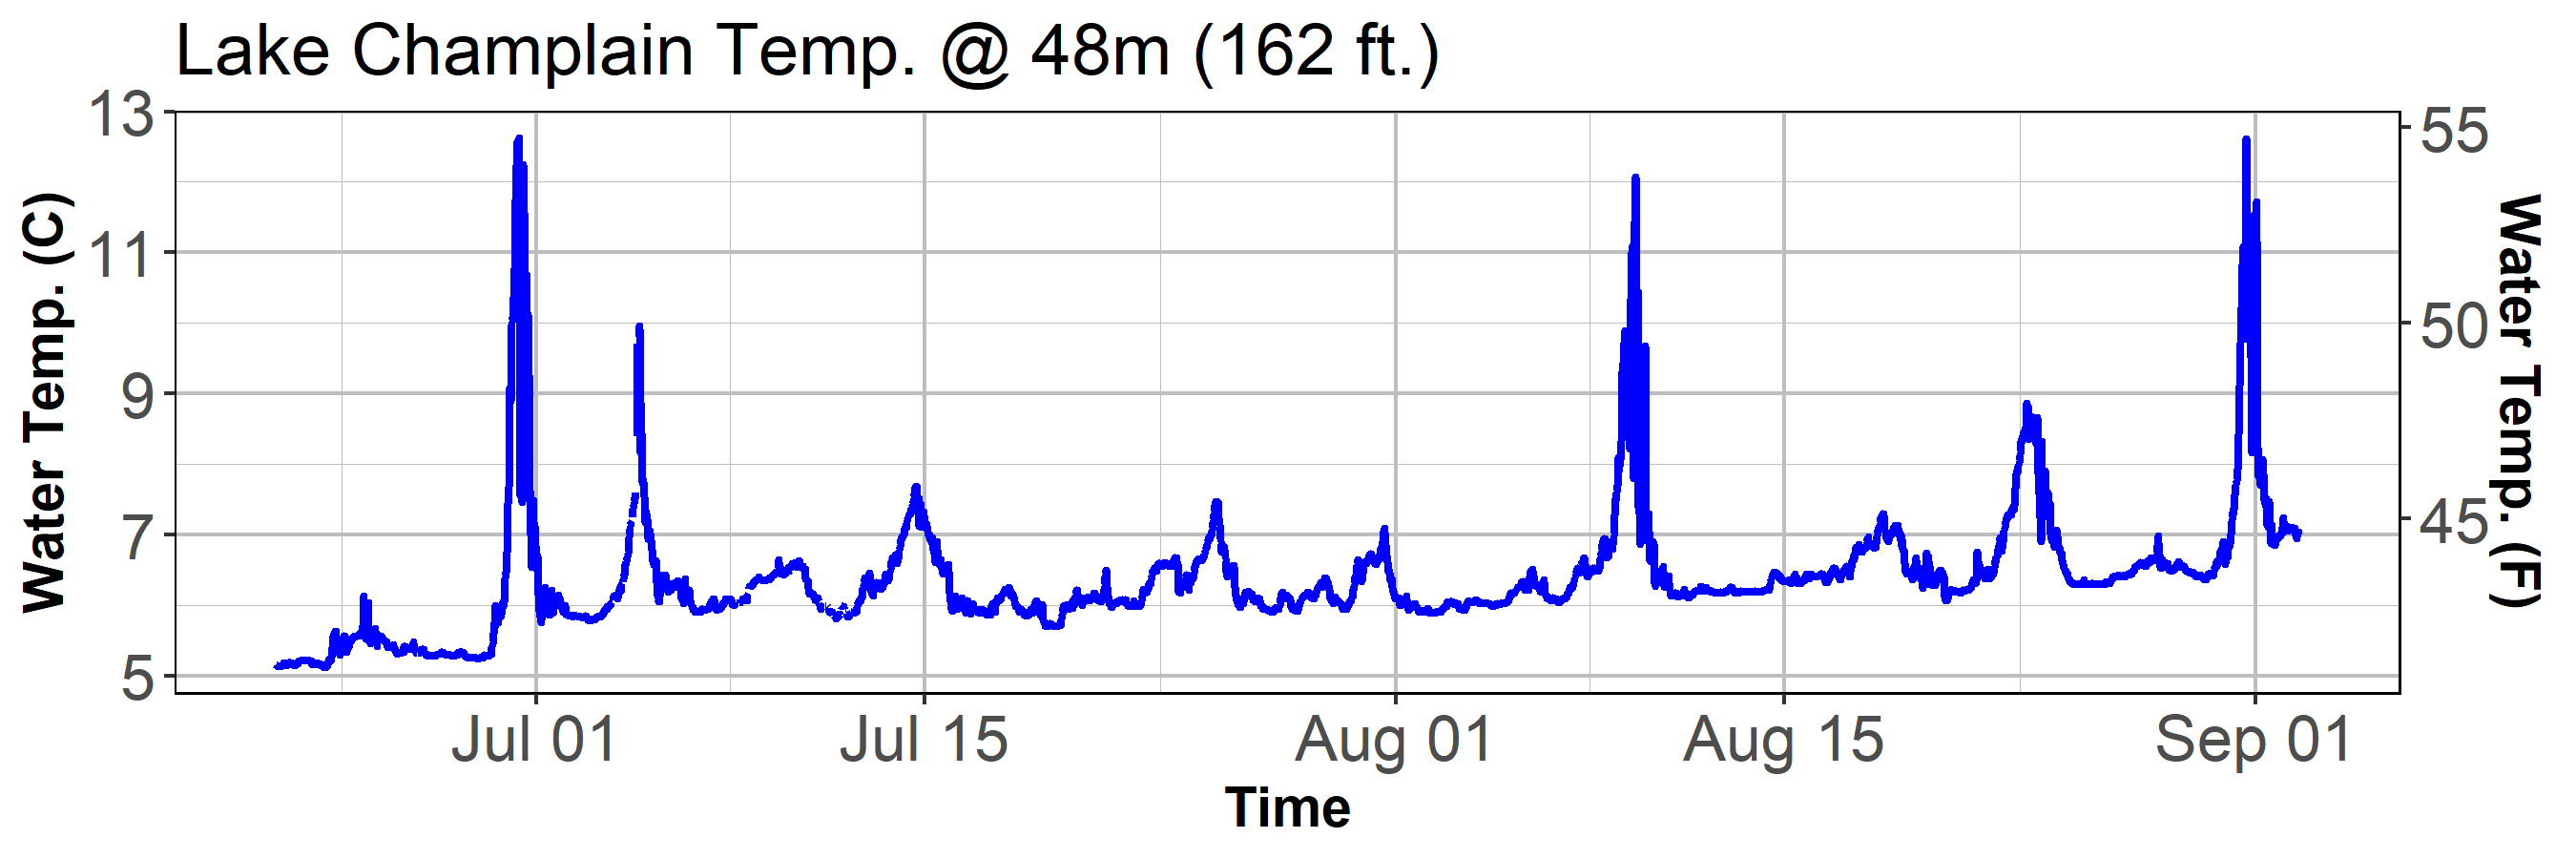 Lake Champlain Temp. @ 48m (162 ft.)
Water Temp. (C)
13
11
9
7
5
55
50
45
Water Temp. (F)
Jul 01
Jul 15
Aug 01
Aug 15
Sep 01
Time